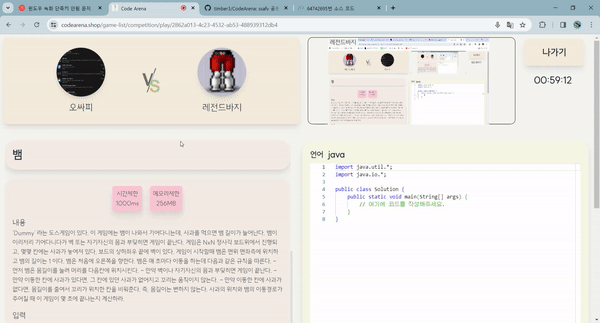 윈도우 녹화 단축키 안됨 문의
Code Arena
94742695번 소스 코드
codearena.shop/game-list/competition/play/2862a013-4c23-4532-ab53-488939312db4
오싸피
VS
레전드바지
나가기
00:59:12
뱀
시간제한
1000ms
메모리제한
256MB
내용
'Dummy' 라는 도스게임이 있다. 이 게임에는 뱀이 나와서 기어다니는데, 사과를 먹으면 뱀 길이가 늘어난다. 뱀이
이리저리 기어다니다가 벽 또는 자기자신의 몸과 부딪히면 게임이 끝난다. 게임은 NxN 정사각 보드위에서 진행되
고, 몇몇 칸에는 사과가 놓여져 있다. 보드의 상하좌우 끝에 벽이 있다. 게임이 시작할때 뱀은 맨위 맨좌측에 위치하
고 뱀의 길이는 1 이다. 뱀은 처음에 오른쪽을 향한다. 뱀은 매 초마다 이동을 하는데 다음과 같은 규칙을 따른다. -
먼저 뱀은 몸길이를 늘려 머리를 다음칸에 위치시킨다. - 만약 벽이나 자기자신의 몸과 부딪히면 게임이 끝난다. -
만약 이동한 칸에 사과가 있다면, 그 칸에 있던 사과가 없어지고 꼬리는 움직이지 않는다. - 만약 이동한 칸에 사과가
없다면, 몸길이를 줄여서 꼬리가 위치한 칸을 비워준다. 즉, 몸길이는 변하지 않는다. 사과의 위치와 뱀의 이동경로가
주어질 때 이 게임이 몇 초에 끝나는지 계산하라.
입력
언어 java
1 import java.util.*;
2 import java.io.*;
3
4 public class Solution {
5 public static void main(String[] args) {
6 // 여기에 코드를 작성해주세요.
7 }
8 }